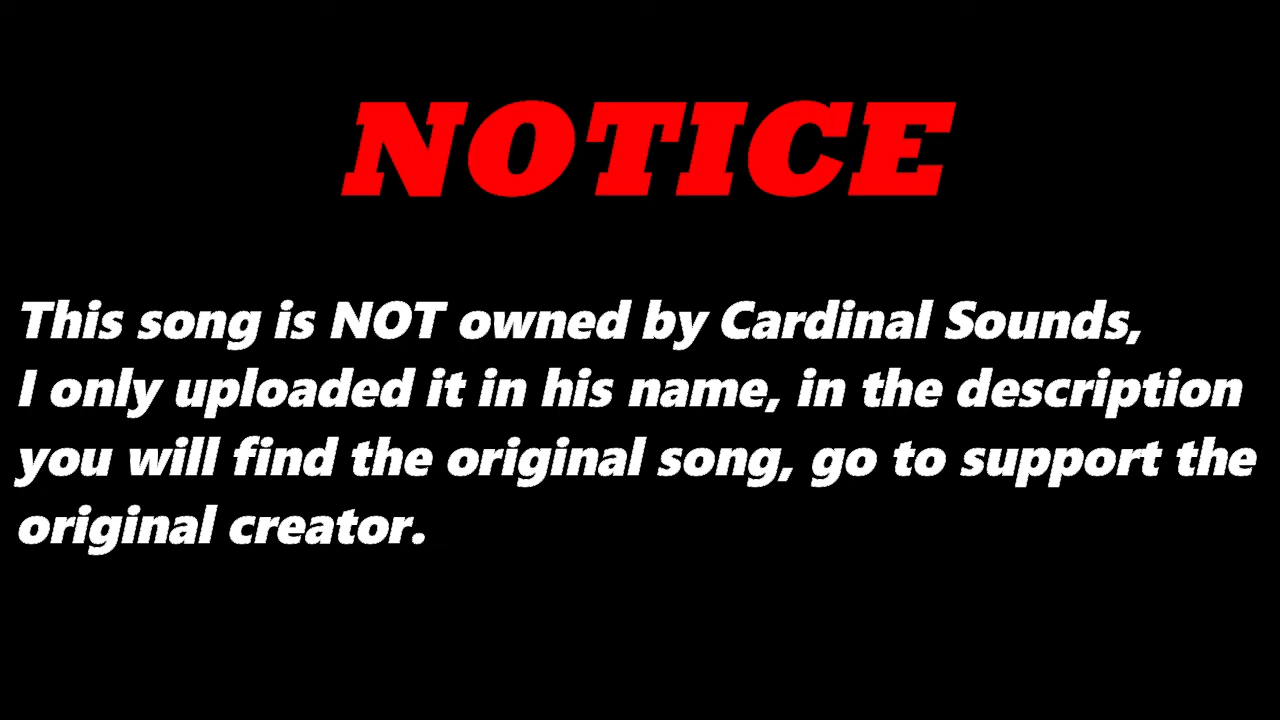 NOTICE
This song is NOT owned by Cardinal Sounds,
I only uploaded it in his name, in the description
you will find the original song, go to support the
original creator.